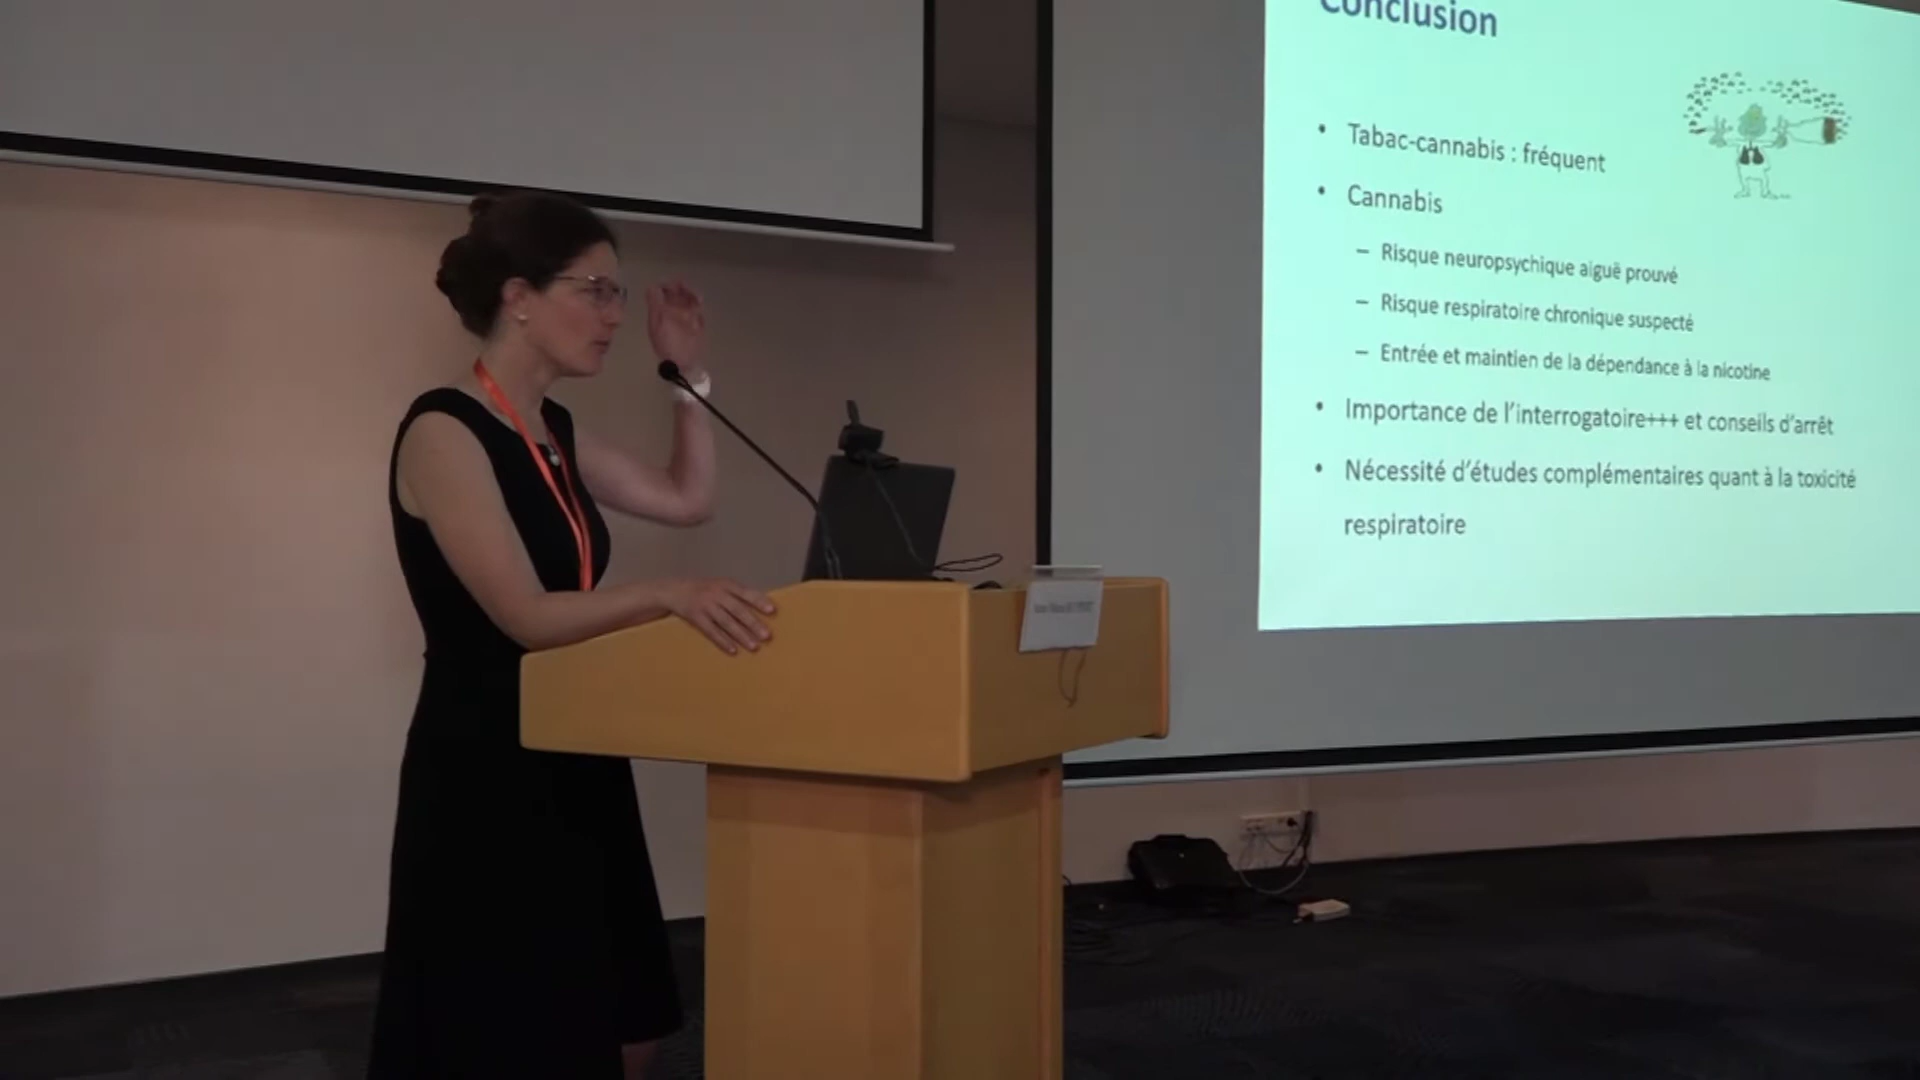 Conclusion
• Tabac-cannabis : fréquent
• Cannabis
– Risque neuropsychique aiguë prouvé
– Risque respiratoire chronique suspecté
– Entrée et maintien de la dépendance à la nicotine
• Importance de l'interrogatoire+++ et conseils d'arrêt
• Nécessité d'études complémentaires quant à la toxicité
respiratoire